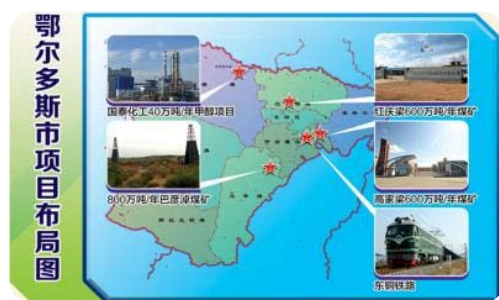 鄂尔多斯市项目布局图
国泰化工40万吨/年甲醇项目
红庆梁600万吨/年煤矿
800万吨/年巴彦淖煤矿
高家梁600万吨/年煤矿
东铜铁路